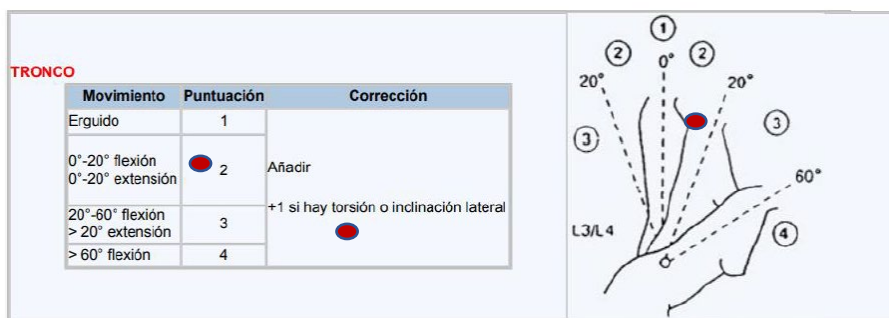 TRONCO
Movimiento Puntuación Corrección
Erguido 1
0°-20° flexión
0°-20° extensión
2
Añadir
+1 si hay torsión o inclinación lateral
20°-60° flexión
> 20° extensión
3
> 60° flexión 4
1
2
0°
2
20°
20°
3
3
60°
L3/L4
4